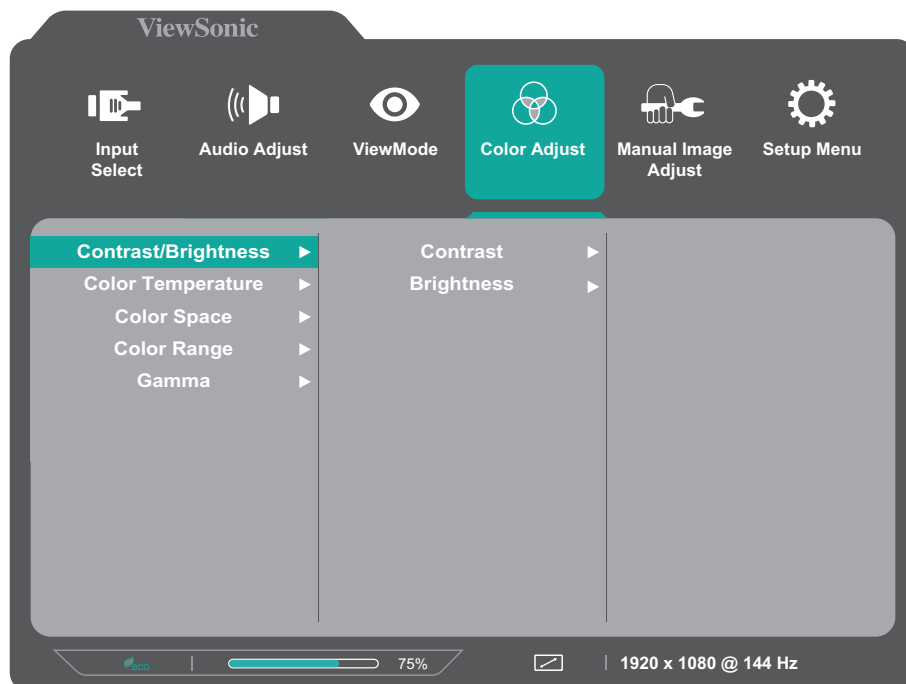 ViewSonic
Input
Select
Audio Adjust
ViewMode
Color Adjust
Manual Image
Adjust
Setup Menu
Contrast/Brightness
Color Temperature
Color Space
Color Range
Gamma
Contrast
Brightness
eco
75%
1920 x 1080 @ 144 Hz